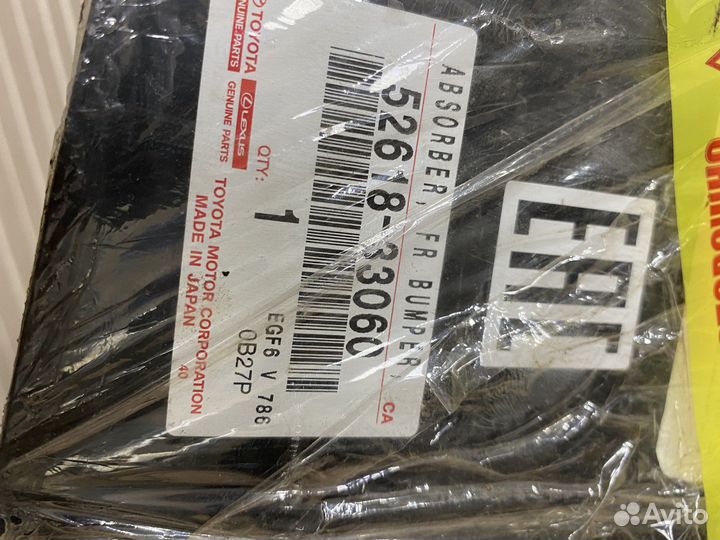 TOYOTA
GENUINE PARTS
LEXUS
GENUINE PARTS
ABSORBER, FR BUMPER,
52618-33060
CA
QTY:
1
EGF6 V 786
0B27P
TOYOTA MOTOR CORPORATION
MADE IN JAPAN
40
EAC
Avito